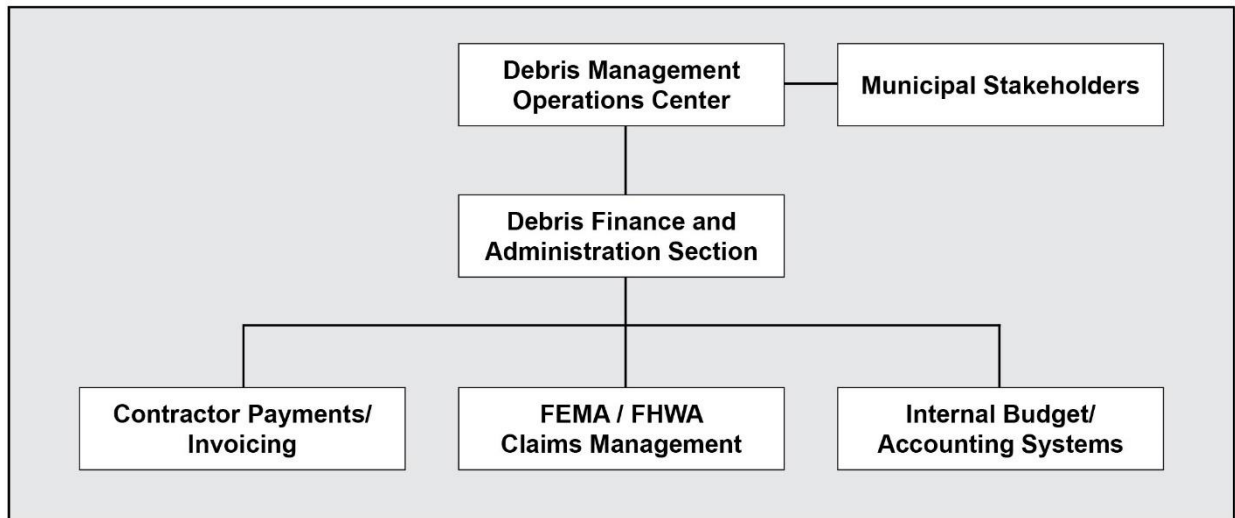 Debris Management
Operations Center
Municipal Stakeholders
Debris Finance and
Administration Section
Contractor Payments/
Invoicing
FEMA / FHWA
Claims Management
Internal Budget/
Accounting Systems